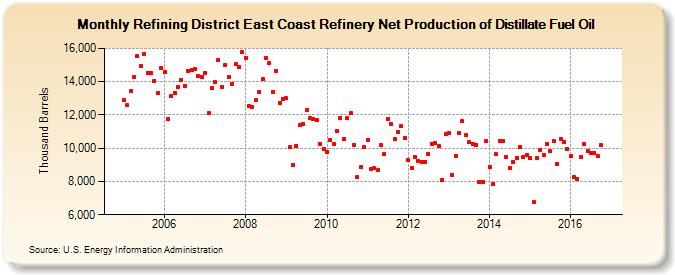 Monthly Refining District East Coast Refinery Net Production of Distillate Fuel Oil
Thousand Barrels
16,000
14,000
12,000
10,000
8,000
6,000
2006 2008 2010 2012 2014 2016
Source: U.S. Energy Information Administration